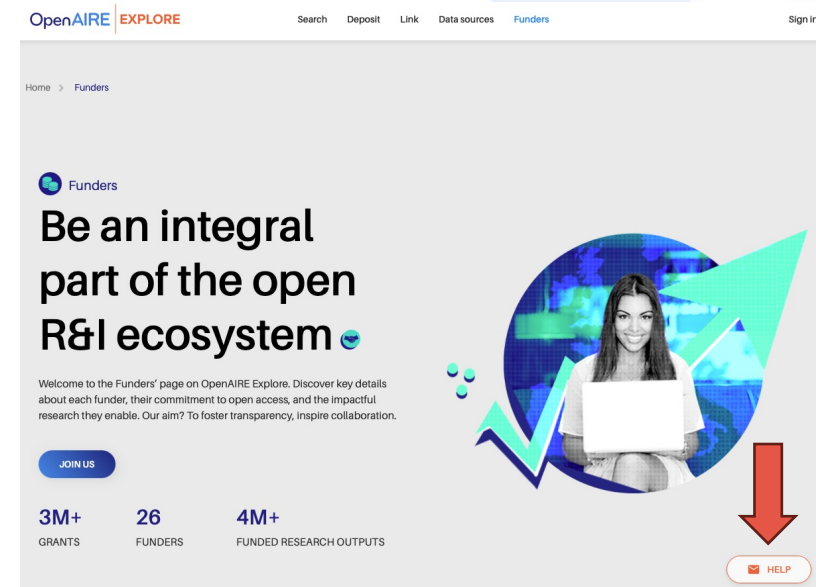 OpenAIRE EXPLORE
Search Deposit Link Data sources Funders
Sign in
Home > Funders
Funders
Be an integral
part of the open
R&I ecosystem
Welcome to the Funders' page on OpenAIRE Explore. Discover key details
about each funder, their commitment to open access, and the impactful
research they enable. Our aim? To foster transparency, inspire collaboration.
JOIN US
3M+ 26 4M+
GRANTS FUNDERS FUNDED RESEARCH OUTPUTS
HELP